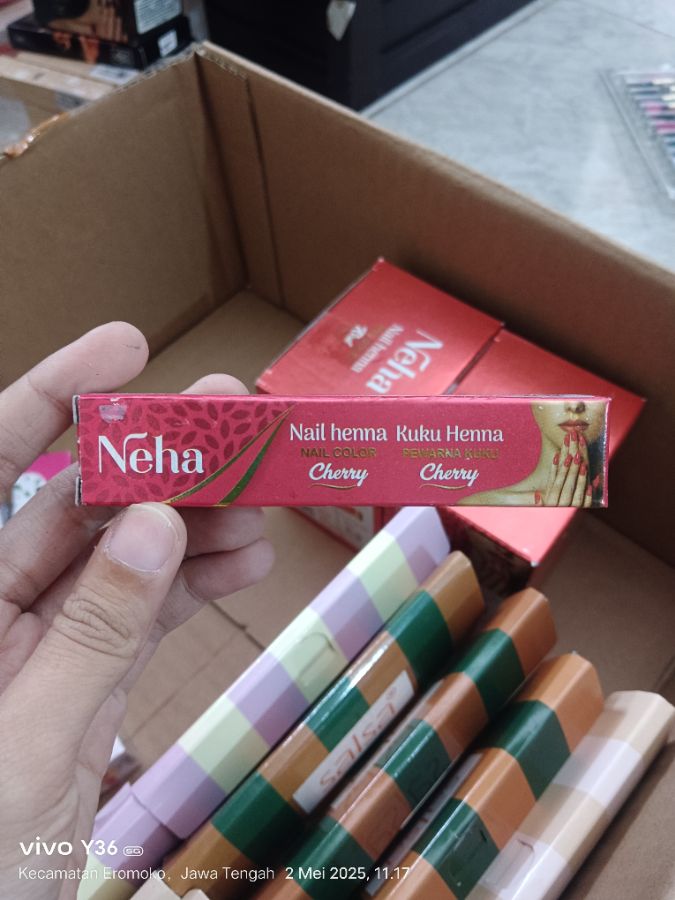 Neha
Nail henna
Neha
Nail henna Kuku Henna
NAIL COLOR PEWARNA KUKU
Cherry Cherry
vivo Y36 5G
Kecamatan Eromoko, Jawa Tengah 2 Mei 2025, 11.17